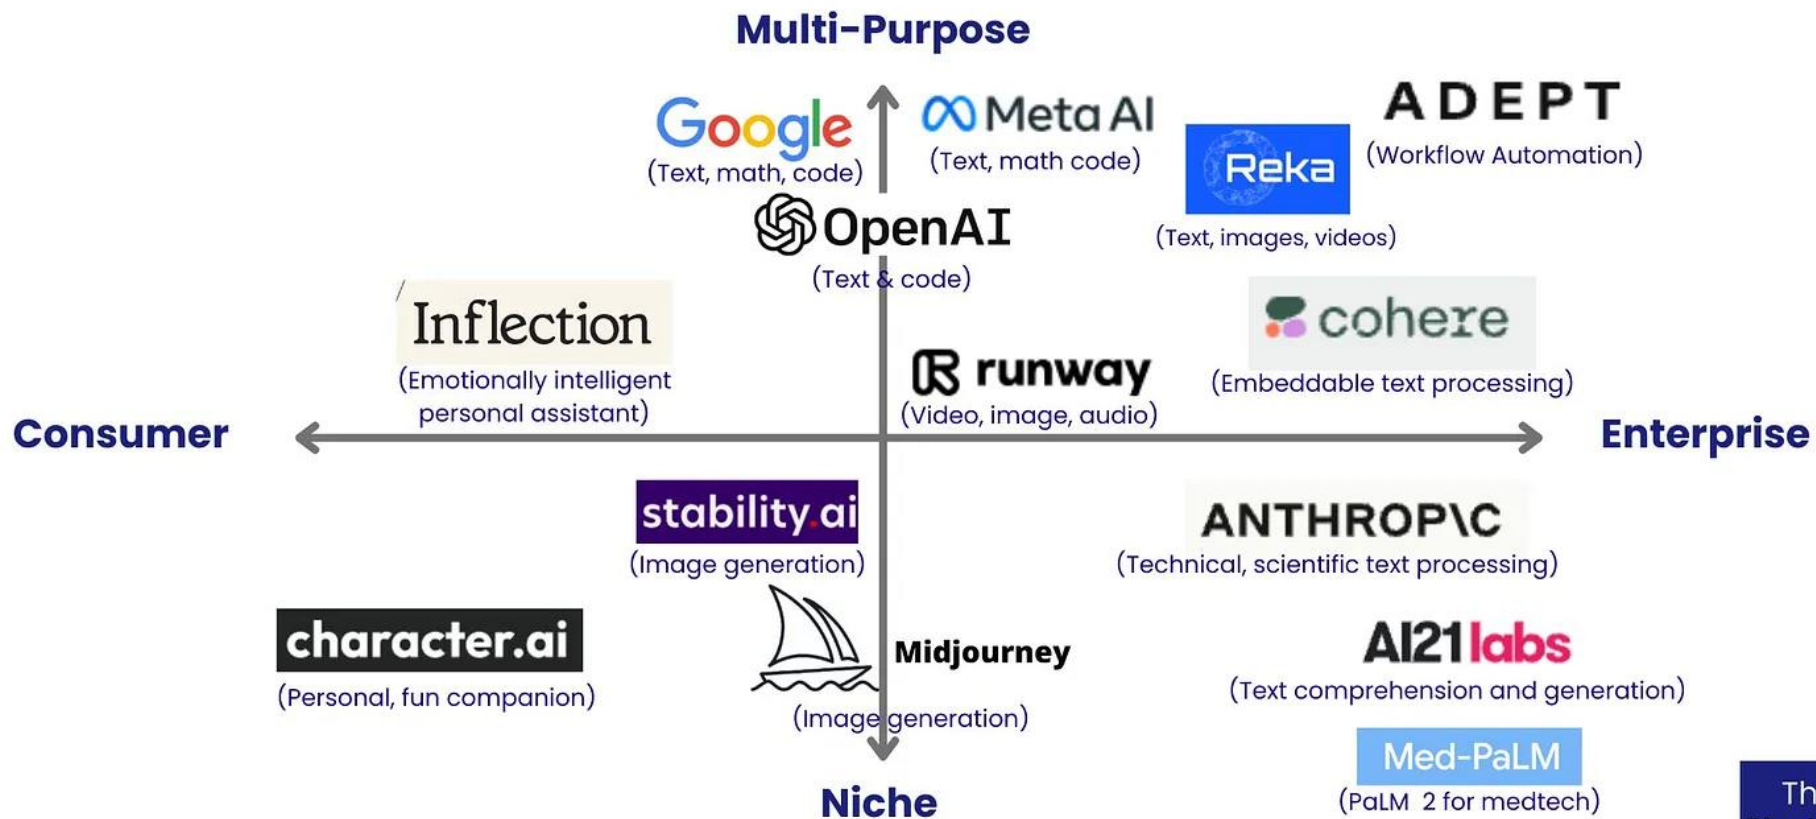 Multi-Purpose
Google
(Text, math, code)
Meta AI
(Text, math code)
Reka
(Text, images, videos)
ADEPT
(Workflow Automation)
OpenAI
(Text & code)
Inflection
(Emotionally intelligent
personal assistant)
runway
(Video, image, audio)
cohere
(Embeddable text processing)
Consumer
Enterprise
stability.ai
(Image generation)
ANTHROP\C
(Technical, scientific text processing)
character.ai
(Personal, fun companion)
Midjourney
(Image generation)
AI21labs
(Text comprehension and generation)
Med-PaLM
(PaLM 2 for medtech)
Niche
Th